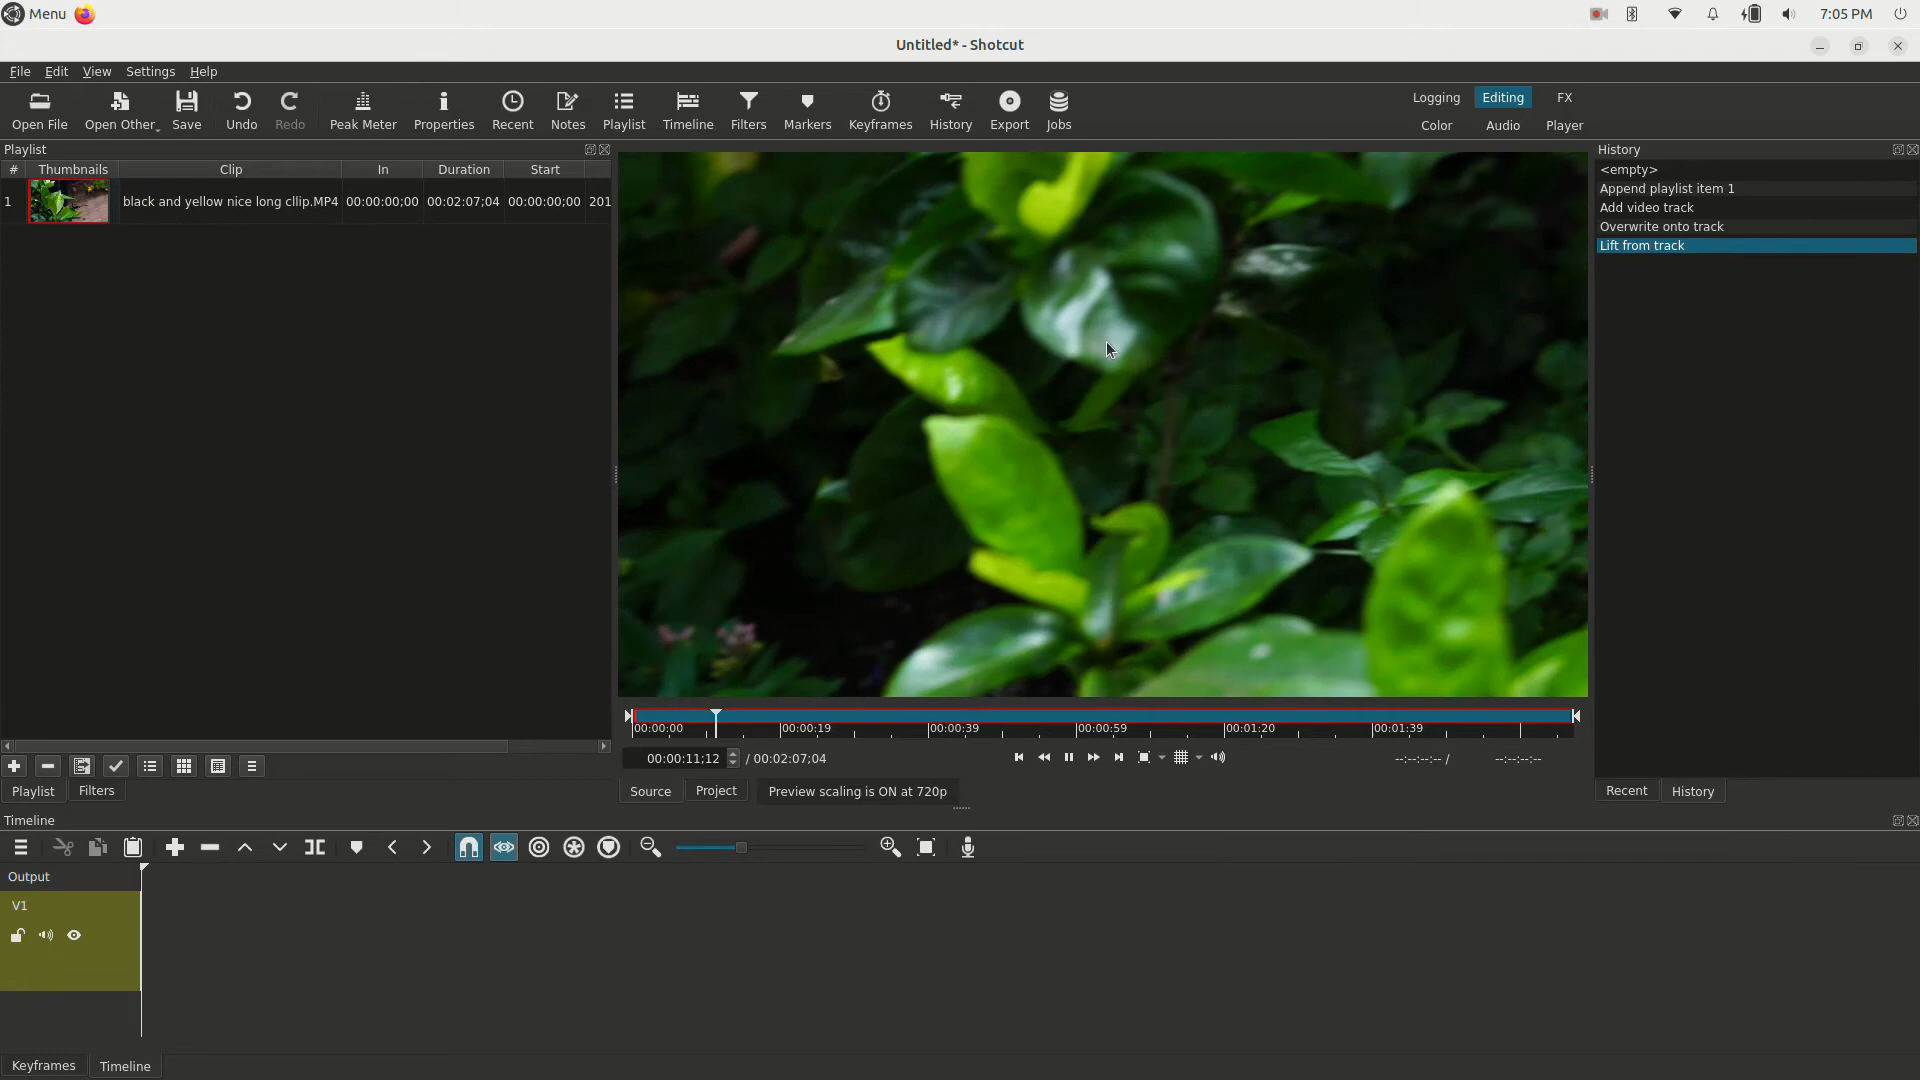 Menu
7:05 PM
Untitled* - Shotcut
File Edit View Settings Help
Open File Open Other Save Undo Redo Peak Meter Properties Recent Notes Playlist Timeline Filters Markers Keyframes History Export Jobs
Logging Editing FX
Color Audio Player
Playlist
# Thumbnails Clip In Duration Start
1 black and yellow nice long cllip.MP4 00:00:00;00 00:02:07;04 00:00:00;00 201
History
<empty>
Append playlist item 1
Add video track
Overwrite onto track
Lift from track
00:00:00 00:00:19 00:00:39 00:00:59 00:01:20 00:01:39
00:00:11;12 / 00:02:07;04
--:--:--:-- / --:--:--:--
Playlist Filters
Source Project Preview scaling is ON at 720p
Recent History
Timeline
Output
V1
Keyframes Timeline